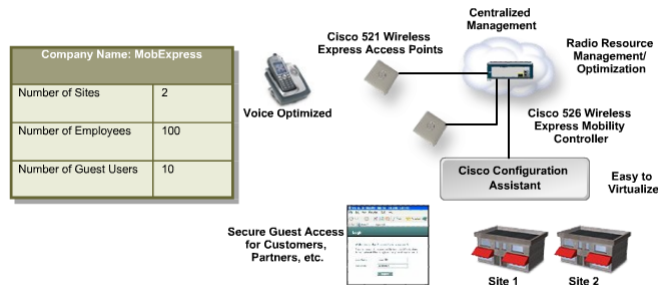 Company Name: MobExpress
Number of Sites 2
Number of Employees 100
Number of Guest Users 10
Voice Optimized
Cisco 521 Wireless
Express Access Points
Centralized
Management
Radio Resource
Management/
Optimization
Cisco 526 Wireless
Express Mobility
Controller
Cisco Configuration
Assistant
Easy to
Virtualize
Secure Guest Access
for Customers,
Partners, etc.
Login
Site 1
Site 2